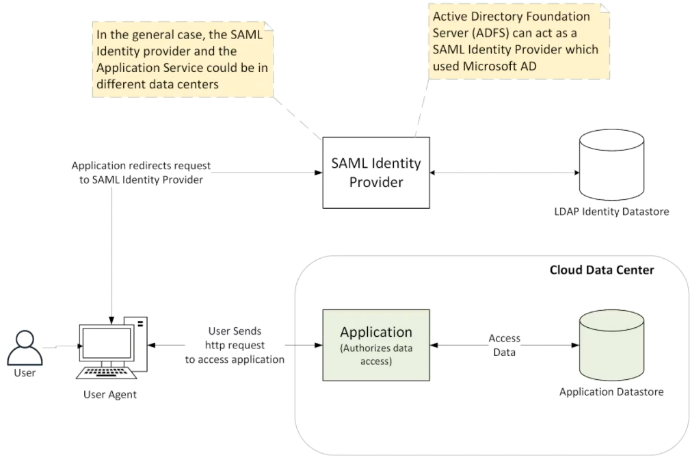 In the general case, the SAML
Identity provider and the
Application Service could be in
different data centers
Active Directory Foundation
Server (ADFS) can act as a
SAML Identity Provider which
used Microsoft AD
Application redirects request
to SAML Identity Provider
SAML Identity
Provider
LDAP Identity Datastore
Cloud Data Center
User
User Agent
User Sends
http request
to access application
Application
(Authorizes data
access)
Access
Data
Application Datastore